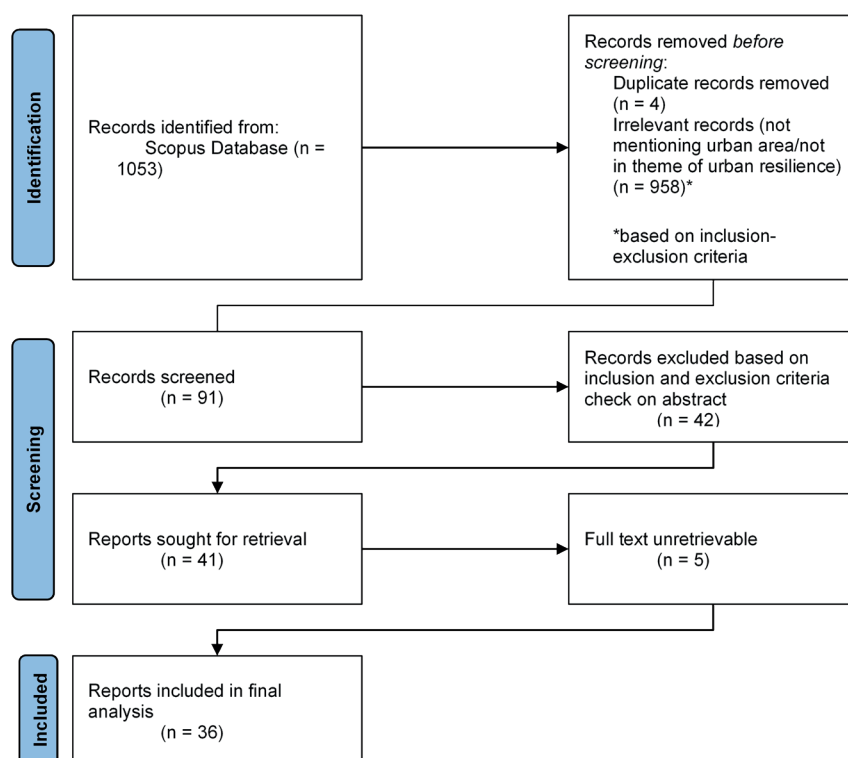 Identification
Records identified from:
Scopus Database (n =
1053)
Records removed before
screening:
Duplicate records removed
(n = 4)
Irrelevant records (not
mentioning urban area/not
in theme of urban resilience)
(n = 958)*
*based on inclusion-
exclusion criteria
Screening
Records screened
(n = 91)
Records excluded based on
inclusion and exclusion criteria
check on abstract
(n = 42)
Reports sought for retrieval
(n = 41)
Full text unretrievable
(n = 5)
Included
Reports included in final
analysis
(n = 36)